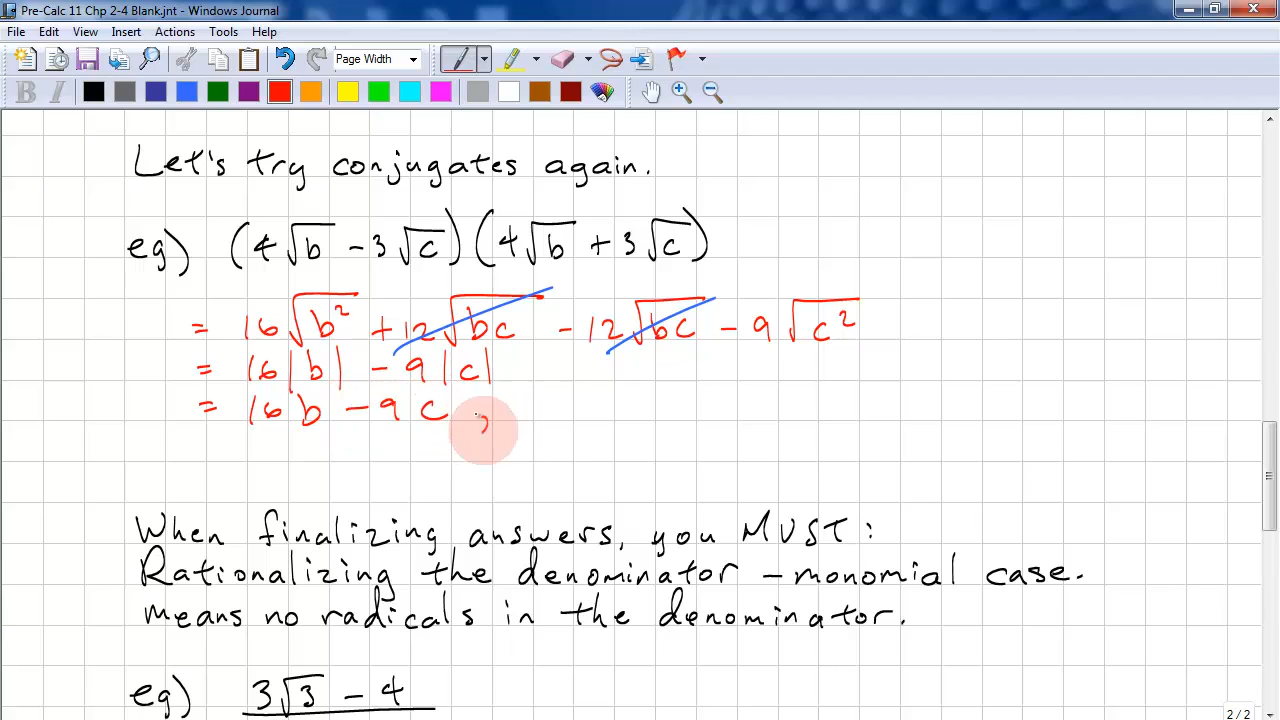 Pre-Calc 11 Chp 2-4 Blank.jnt - Windows Journal
File Edit View Insert Actions Tools Help
Page Width
B I
Let's try conjugates again.
eg) (4√b - 3√c)(4√b + 3√c)
= 16√b² + 12√bc - 12√bc - 9√c²
= 16|b| - 9|c|
= 16b - 9c ,
When finalizing answers, you MUST:
Rationalizing the denominator - monomial case.
means no radicals in the denominator.
eg) 3√3 - 4
2/2